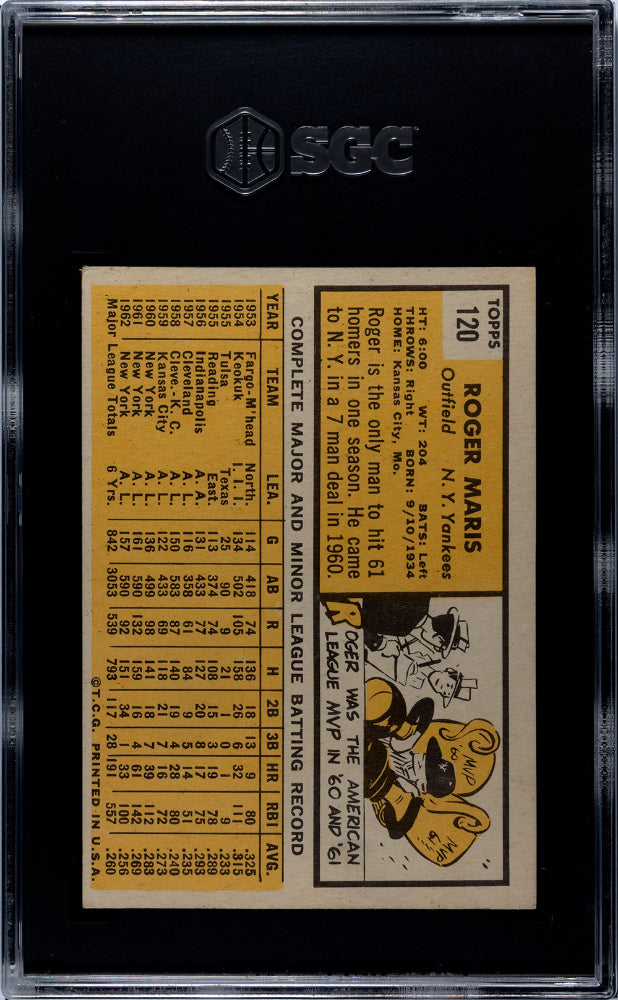 SGC
TOPPS
120
ROGER MARIS
Outfield N. Y. Yankees
HT: 6:00 WT: 204 BATS: Left
THROWS: Right BORN: 9/10/1934
HOME: Kansas City, Mo.
Roger is the only man to hit 61
homers in one season. He came
to N. Y. in a 7 man deal in 1960.
MVP '60
MVP '61
ROGER WAS THE AMERICAN
LEAGUE MVP IN '60 AND '61
COMPLETE MAJOR AND MINOR LEAGUE BATTING RECORD
YEAR TEAM LEA. G AB R H 2B 3B HR RBI AVG.
1953 Fargo-M'head North. 114 418 74 136 18 13 9 80 .325
1954 Keokuk I. I. I. 134 502 105 158 26 6 32 111 .315
1955 Tulsa Texas 25 90 9 21 1 9 .233
1955 Reading East. 113 374 74 108 15 3 19 78 .289
1956 Indianapolis A. A. 131 433 77 127 20 8 17 75 .293
1957 Cleveland A. L. 116 358 61 84 9 5 14 51 .235
1958 Cleve.-K. C. A. L. 150 583 87 140 19 4 28 80 .240
1959 Kansas City A. L. 122 433 69 118 21 7 16 72 .273
1960 New York A. L. 136 499 98 141 18 7 39 112 .283
1961 New York A. L. 161 590 132 159 16 4 61 142 .269
1962 New York A. L. 157 590 92 151 34 1 33 100 .256
Major League Totals 6 Yrs. 842 3053 539 793 117 28 191 557 .260
©T.C.G. PRINTED IN U.S.A.